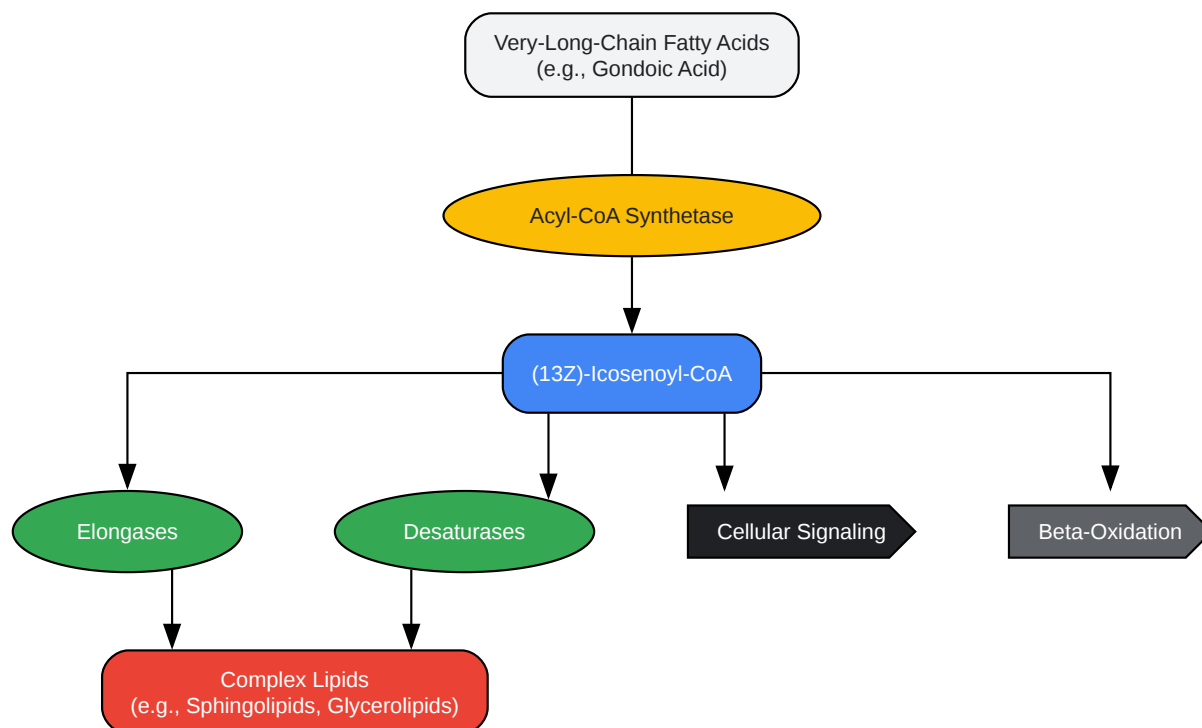 Very-Long-Chain Fatty Acids
(e.g., Gondoic Acid)
Acyl-CoA Synthetase
(13Z)-Icosenoyl-CoA
Elongases
Desaturases
Cellular Signaling
Beta-Oxidation
Complex Lipids
(e.g., Sphingolipids, Glycerolipids)